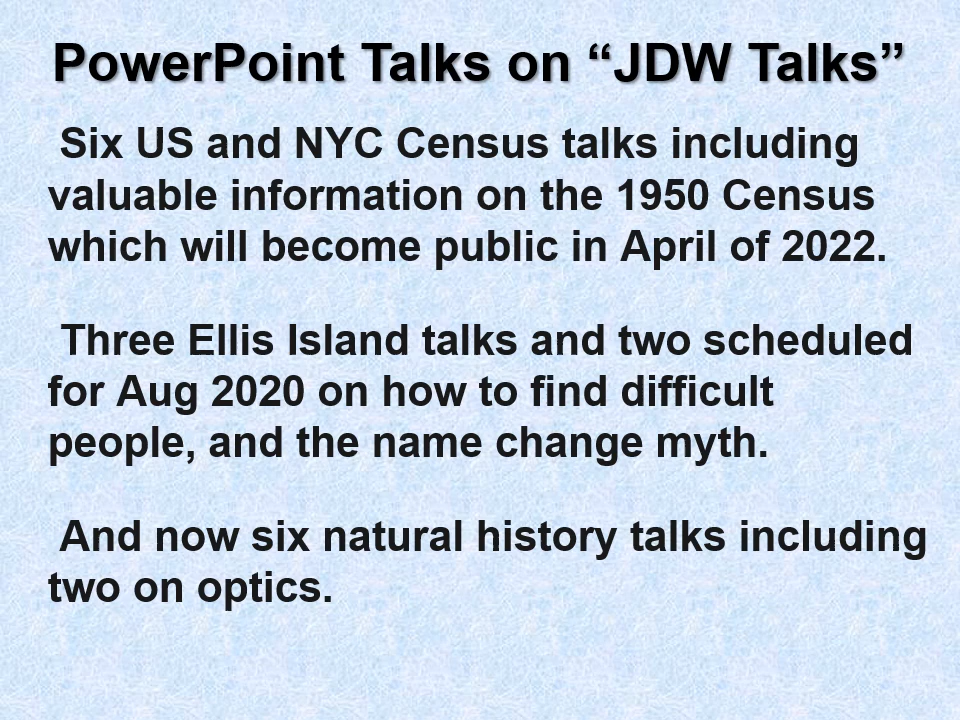 PowerPoint Talks on “JDW Talks”
Six US and NYC Census talks including
valuable information on the 1950 Census
which will become public in April of 2022.
Three Ellis Island talks and two scheduled
for Aug 2020 on how to find difficult
people, and the name change myth.
And now six natural history talks including
two on optics.